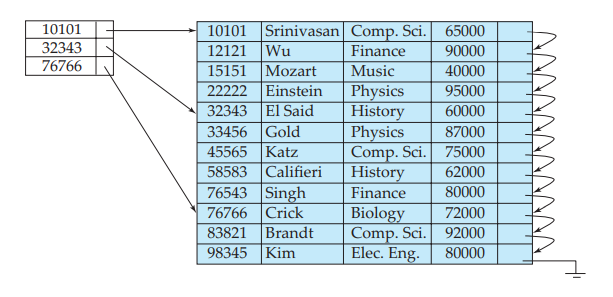 10101
32343
76766
10101 Srinivasan Comp. Sci. 65000
12121 Wu Finance 90000
15151 Mozart Music 40000
22222 Einstein Physics 95000
32343 El Said History 60000
33456 Gold Physics 87000
45565 Katz Comp. Sci. 75000
58583 Califieri History 62000
76543 Singh Finance 80000
76766 Crick Biology 72000
83821 Brandt Comp. Sci. 92000
98345 Kim Elec. Eng. 80000